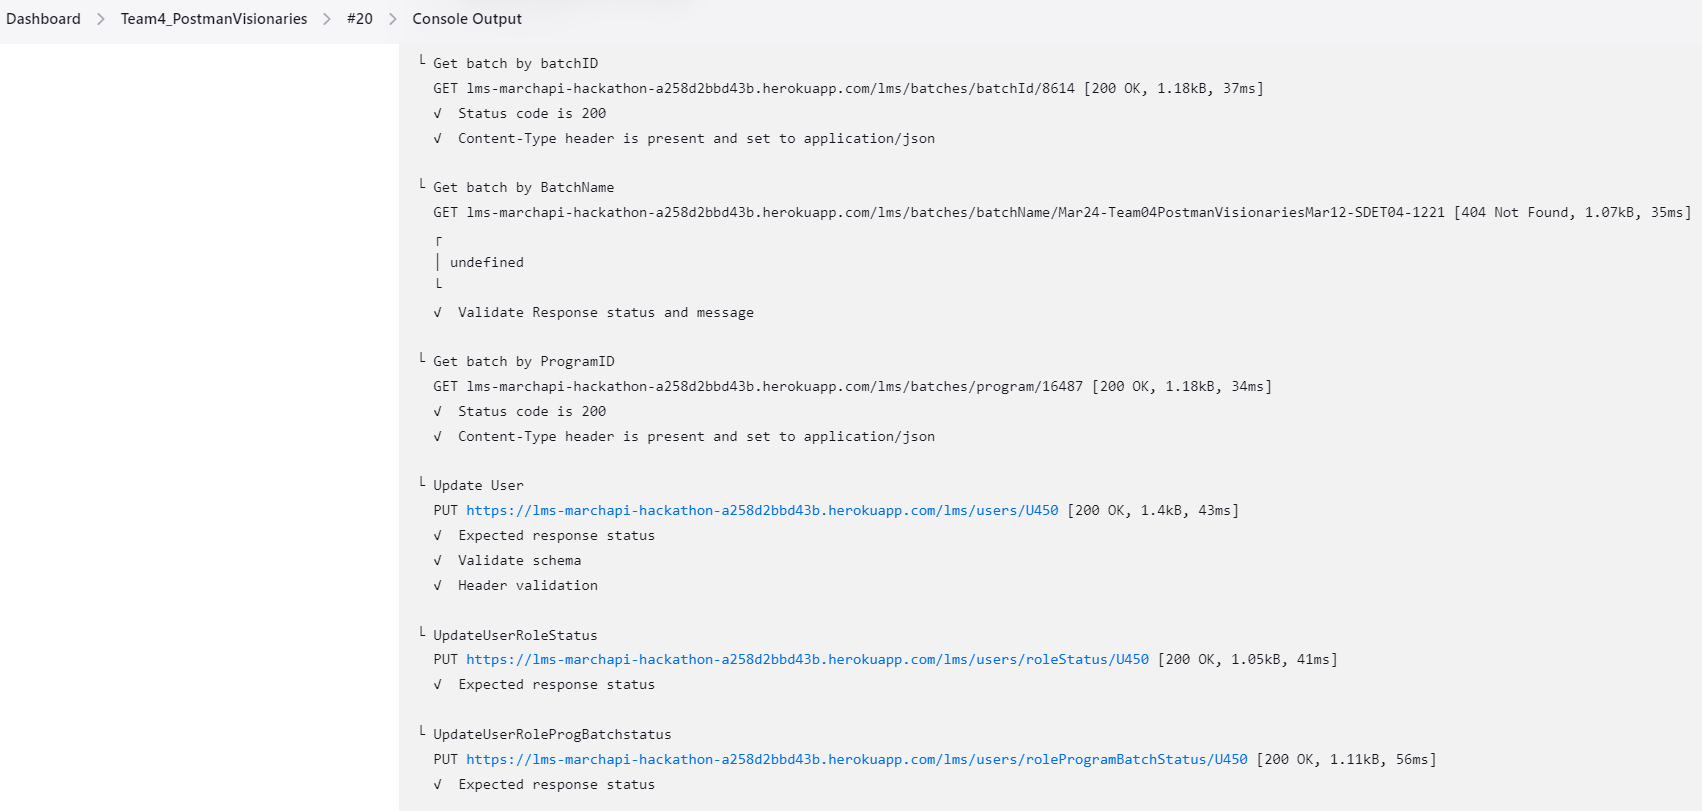 Dashboard > Team4_PostmanVisionaries > #20 > Console Output
└ Get batch by batchID
GET lms-marchapi-hackathon-a258d2bbd43b.herokuapp.com/lms/batches/batchId/8614 [200 OK, 1.18kB, 37ms]
√ Status code is 200
√ Content-Type header is present and set to application/json
└ Get batch by BatchName
GET lms-marchapi-hackathon-a258d2bbd43b.herokuapp.com/lms/batches/batchName/Mar24-Team04PostmanVisionariesMar12-SDET04-1221 [404 Not Found, 1.07kB, 35ms]
┌
│ undefined
└
√ Validate Response status and message
└ Get batch by ProgramID
GET lms-marchapi-hackathon-a258d2bbd43b.herokuapp.com/lms/batches/program/16487 [200 OK, 1.18kB, 34ms]
√ Status code is 200
√ Content-Type header is present and set to application/json
└ Update User
PUT https://lms-marchapi-hackathon-a258d2bbd43b.herokuapp.com/lms/users/U450 [200 OK, 1.4kB, 43ms]
√ Expected response status
√ Validate schema
√ Header validation
└ UpdateUserRoleStatus
PUT https://lms-marchapi-hackathon-a258d2bbd43b.herokuapp.com/lms/users/roleStatus/U450 [200 OK, 1.05kB, 41ms]
√ Expected response status
└ UpdateUserRoleProgBatchstatus
PUT https://lms-marchapi-hackathon-a258d2bbd43b.herokuapp.com/lms/users/roleProgramBatchStatus/U450 [200 OK, 1.11kB, 56ms]
√ Expected response status